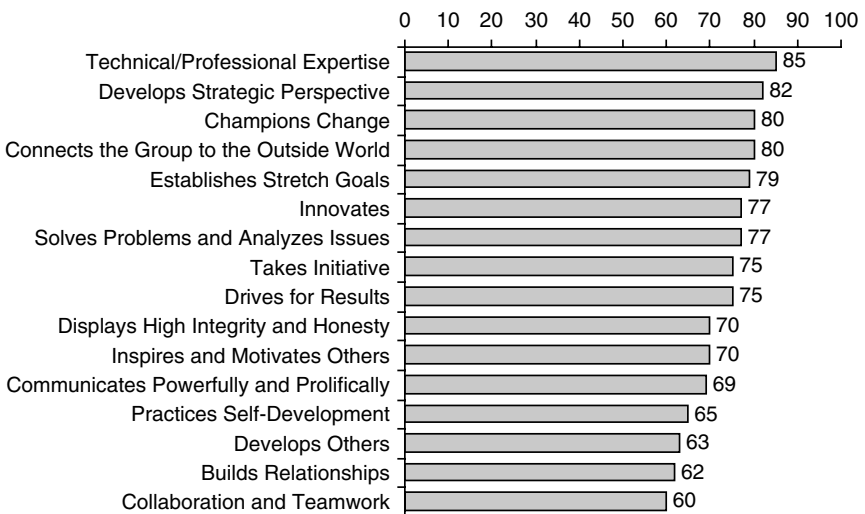 0 10 20 30 40 50 60 70 80 90 100
Technical/Professional Expertise 85
Develops Strategic Perspective 82
Champions Change 80
Connects the Group to the Outside World 80
Establishes Stretch Goals 79
Innovates 77
Solves Problems and Analyzes Issues 77
Takes Initiative 75
Drives for Results 75
Displays High Integrity and Honesty 70
Inspires and Motivates Others 70
Communicates Powerfully and Prolifically 69
Practices Self-Development 65
Develops Others 63
Builds Relationships 62
Collaboration and Teamwork 60